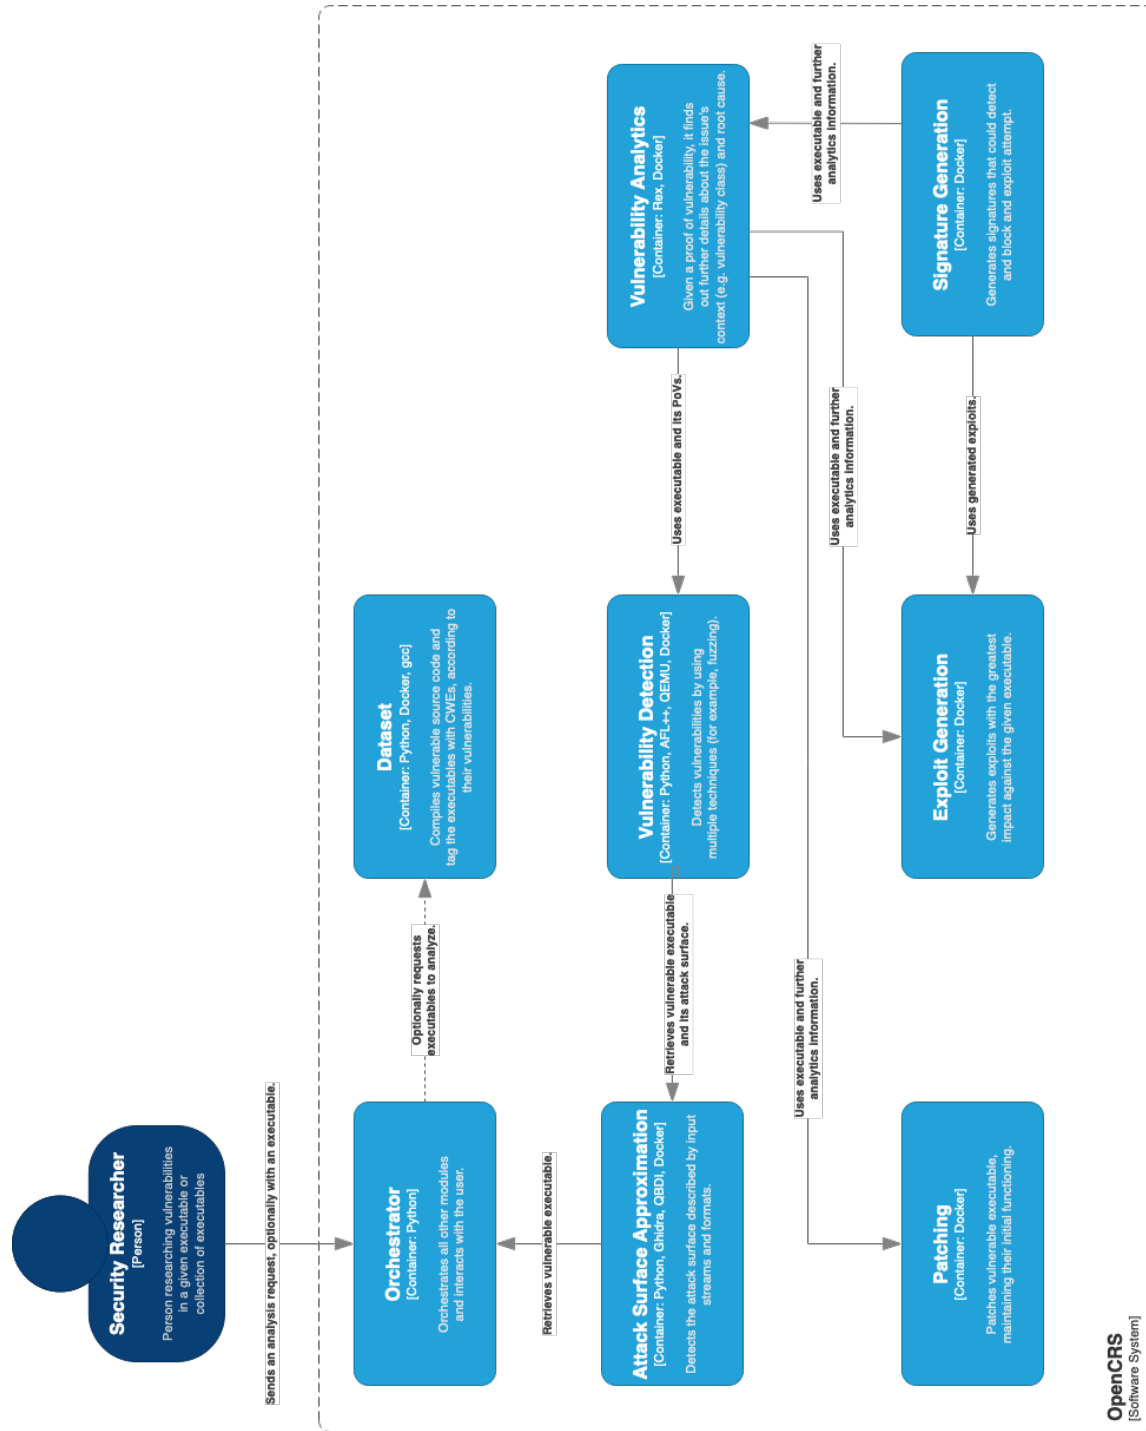 Security Researcher
[Person]
Person researching vulnerabilities
in a given executable or
collection of executables
Sends an analysis request, optionally with an executable.
Orchestrator
[Container: Python]
Orchestrates all other modules
and interacts with the user.
Optionally requests
executables to analyze.
Dataset
[Container: Python, Docker, gcc]
Compiles vulnerable source code and
tag the executables with CWEs, according to
their vulnerabilities.
Retrieves vulnerable executable.
Attack Surface Approximation
[Container: Python, Ghidra, QBDI, Docker]
Detects the attack surface described by input
streams and formats.
Retrieves vulnerable executable
and its attack surface.
Vulnerability Detection
[Container: Python, AFL++, QEMU, Docker]
Detects vulnerabilities by using
multiple techniques (for example, fuzzing).
Uses executable and its PoVs.
Vulnerability Analytics
[Container: Rex, Docker]
Given a proof of vulnerability, it finds
out further details about the issue's
context (e.g. vulnerability class) and root cause.
Uses executable and further
analytics information.
Uses executable and further
analytics information.
Uses executable and further
analytics information.
Patching
[Container: Docker]
Patches vulnerable executable,
maintaining their initial functioning.
Exploit Generation
[Container: Docker]
Generates exploits with the greatest
impact against the given executable.
Uses generated exploits.
Signature Generation
[Container: Docker]
Generates signatures that could detect
and block and exploit attempt.
OpenCRS
[Software System]